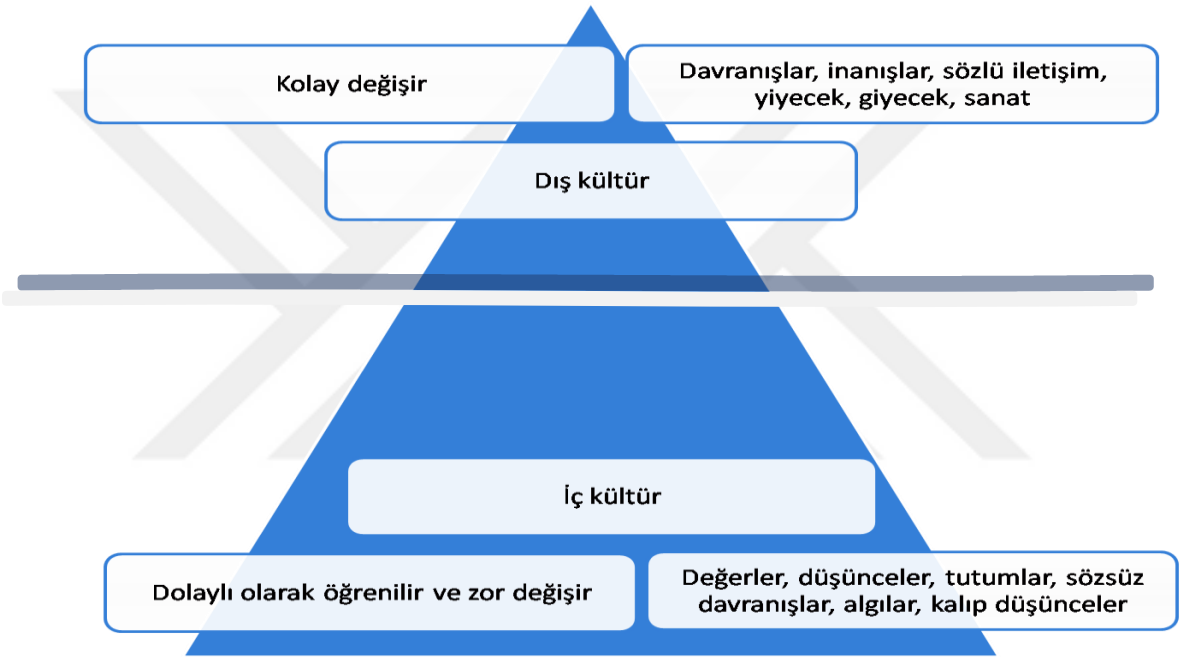 Kolay değişir
Davranışlar, inanışlar, sözlü iletişim,
yiyecek, giyecek, sanat
Dış kültür
İç kültür
Dolaylı olarak öğrenilir ve zor değişir
Değerler, düşünceler, tutumlar, sözsüz
davranışlar, algılar, kalıp düşünceler